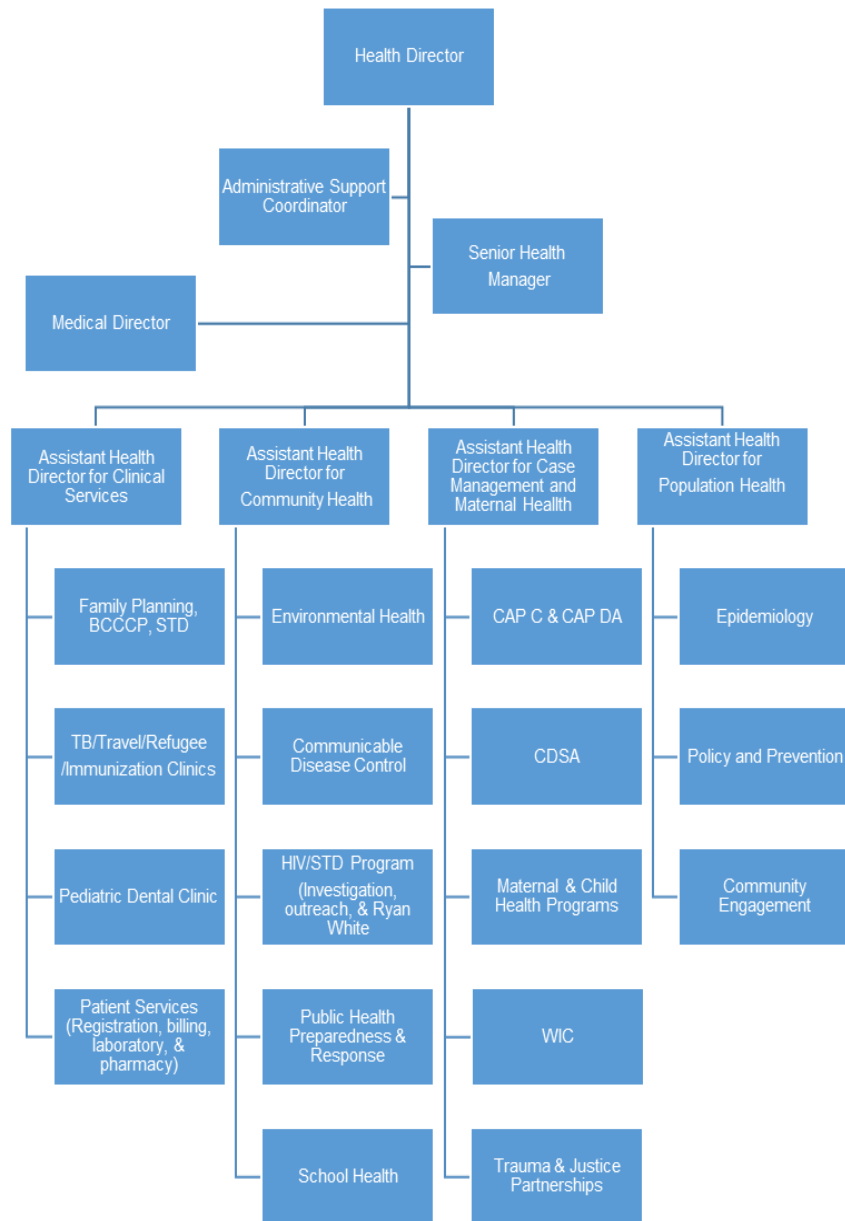 Health Director
Administrative Support
Coordinator
Senior Health
Manager
Medical Director
Assistant Health
Director for Clinical
Services
Assistant Health
Director for
Community Health
Assistant Health
Director for Case
Management and
Maternal Heallth
Assistant Health
Director for
Population Health
Family Planning,
BCCCP, STD
Environmental Health
CAP C & CAP DA
Epidemiology
TB/Travel/Refugee
/Immunization Clinics
Communicable
Disease Control
CDSA
Policy and Prevention
Pediatric Dental Clinic
HIV/STD Program
(Investigation,
outreach, & Ryan
White
Maternal & Child
Health Programs
Community
Engagement
Patient Services
(Registration, billing,
laboratory, &
pharmacy)
Public Health
Preparedness &
Response
WIC
School Health
Trauma & Justice
Partnerships